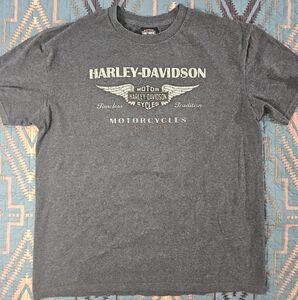 HARLEY-DAVIDSON
MOTOR
HARLEY-DAVIDSON
CYCLES
Timeless Tradition
MOTORCYCLES